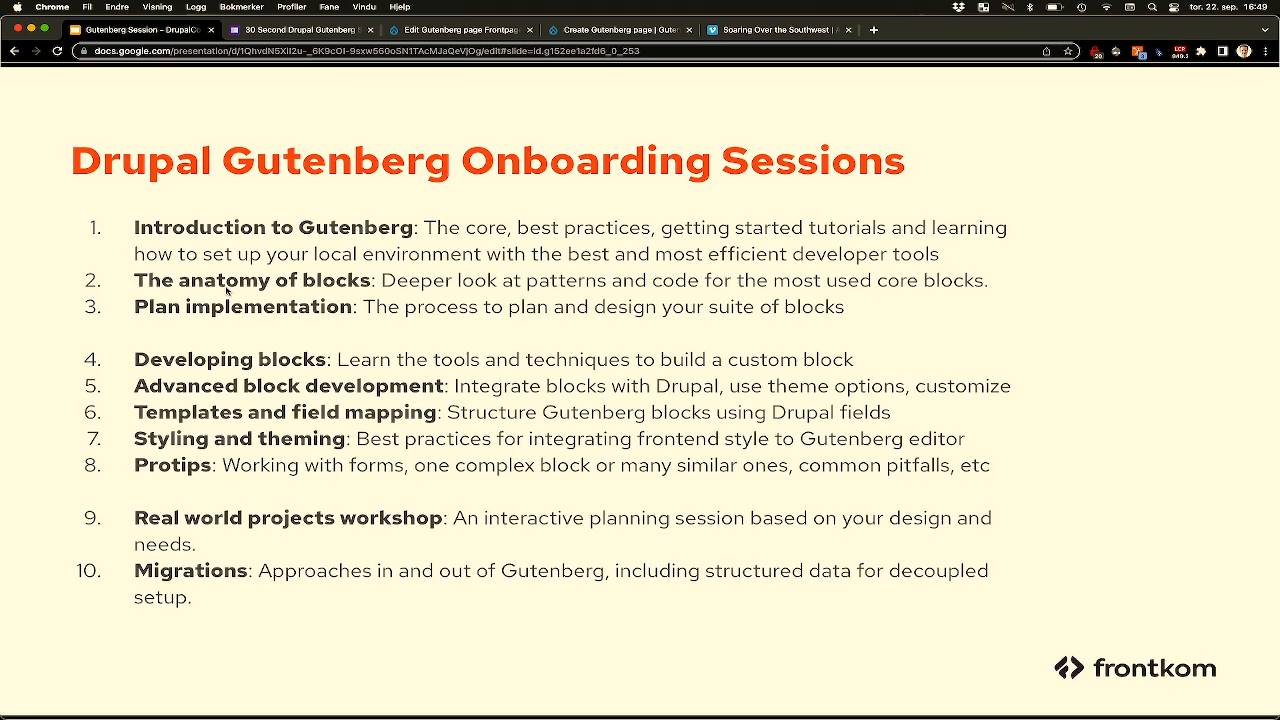 Chrome Fil Endre Visning Logg Bokmerker Profiler Fane Vindu Hjelp tor. 22. sep. 16:49
Gutenberg Session – DrupalCo 30 Second Drupal Gutenberg S Edit Gutenberg page Frontpage Create Gutenberg page | Guten Soaring Over the Southwest | A
Drupal Gutenberg Onboarding Sessions
1. Introduction to Gutenberg: The core, best practices, getting started tutorials and learning
how to set up your local environment with the best and most efficient developer tools
2. The anatomy of blocks: Deeper look at patterns and code for the most used core blocks.
3. Plan implementation: The process to plan and design your suite of blocks
4. Developing blocks: Learn the tools and techniques to build a custom block
5. Advanced block development: Integrate blocks with Drupal, use theme options, customize
6. Templates and field mapping: Structure Gutenberg blocks using Drupal fields
7. Styling and theming: Best practices for integrating frontend style to Gutenberg editor
8. Protips: Working with forms, one complex block or many similar ones, common pitfalls, etc
9. Real world projects workshop: An interactive planning session based on your design and
needs.
10. Migrations: Approaches in and out of Gutenberg, including structured data for decoupled
setup.
frontkom